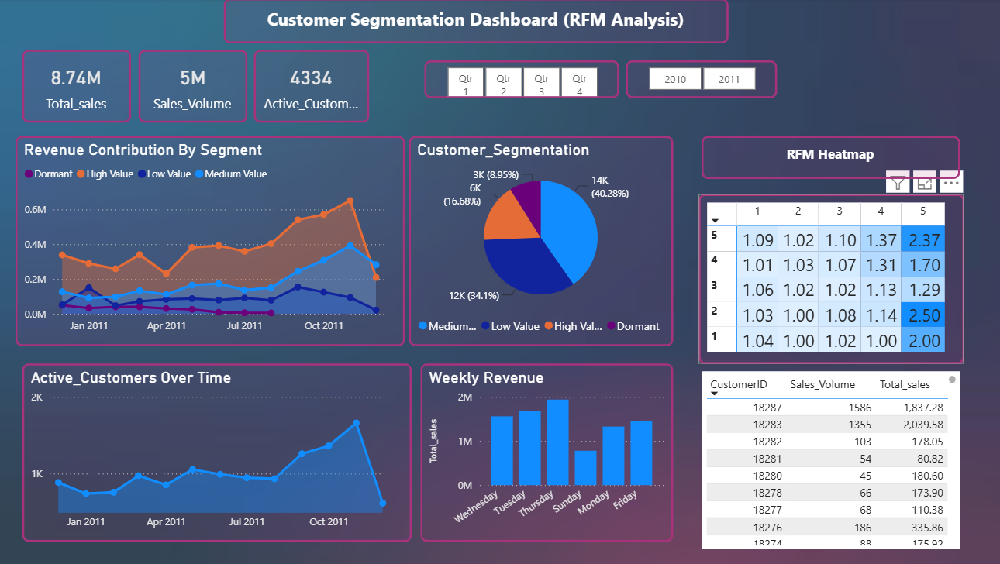 Customer Segmentation Dashboard (RFM Analysis)
8.74M
Total_sales
5M
Sales_Volume
4334
Active_Custom...
Qtr 1
Qtr 2
Qtr 3
Qtr 4
2010
2011
Revenue Contribution By Segment
Dormant High Value Low Value Medium Value
0.6M
0.4M
0.2M
0.0M
Jan 2011 Apr 2011 Jul 2011 Oct 2011
Customer_Segmentation
3K (8.95%)
6K
(16.68%)
14K
(40.28%)
12K (34.1%)
Medium... Low Value High Val... Dormant
RFM Heatmap
1 2 3 4 5
5 1.09 1.02 1.10 1.37 2.37
4 1.01 1.03 1.07 1.31 1.70
3 1.06 1.02 1.02 1.13 1.29
2 1.03 1.00 1.08 1.14 2.50
1 1.04 1.00 1.02 1.00 2.00
Active_Customers Over Time
2K
1K
Jan 2011 Apr 2011 Jul 2011 Oct 2011
Weekly Revenue
Total_sales
2M
1M
0M
Wednesday Tuesday Thursday Sunday Monday Friday
CustomerID Sales_Volume Total_sales
18287 1586 1,837.28
18283 1355 2,039.58
18282 103 178.05
18281 54 80.82
18280 45 180.60
18278 66 173.90
18277 68 110.38
18276 186 335.86
18274 88 175.92